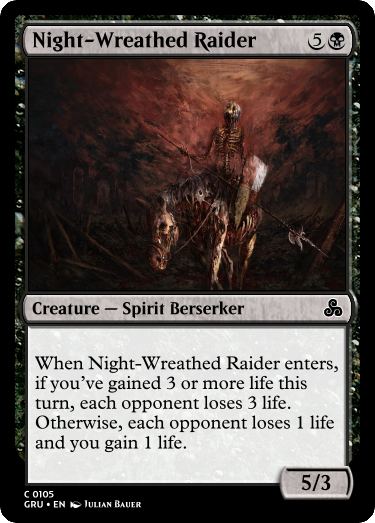 Night-Wreathed Raider 5
Creature — Spirit Berserker
When Night-Wreathed Raider enters,
if you've gained 3 or more life this
turn, each opponent loses 3 life.
Otherwise, each opponent loses 1 life
and you gain 1 life.
5/3
C 0105
GRU • EN Julian Bauer